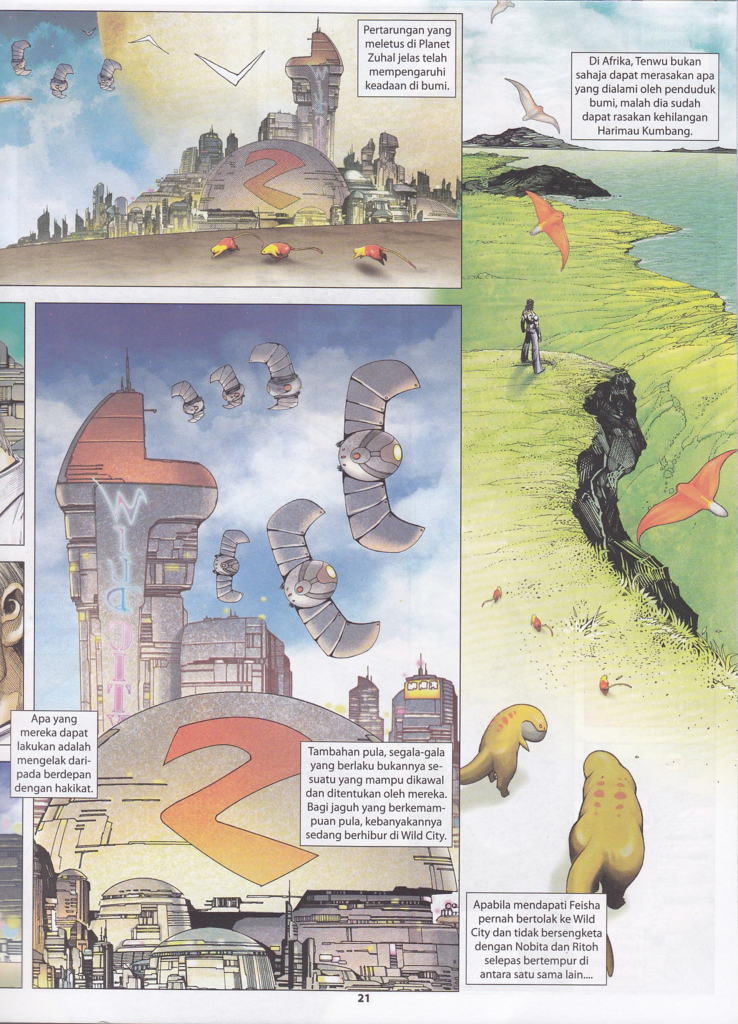 Pertarungan yang
meletus di Planet
Zuhal jelas telah
mempengaruhi
keadaan di bumi.
Di Afrika, Tenwu bukan
sahaja dapat merasakan apa
yang dialami oleh penduduk
bumi, malah dia sudah
dapat rasakan kehilangan
Harimau Kumbang.
Apa yang
mereka dapat
lakukan adalah
mengelak dari-
pada berdepan
dengan hakikat.
Tambahan pula, segala-gala
yang berlaku bukannya se-
suatu yang mampu dikawal
dan ditentukan oleh mereka.
Bagi jaguh yang berkemam-
puan pula, kebanyakannya
sedang berhibur di Wild City.
Apabila mendapati Feisha
pernah bertolak ke Wild
City dan tidak bersengketa
dengan Nobita dan Ritoh
selepas bertempur di
antara satu sama lain....
21